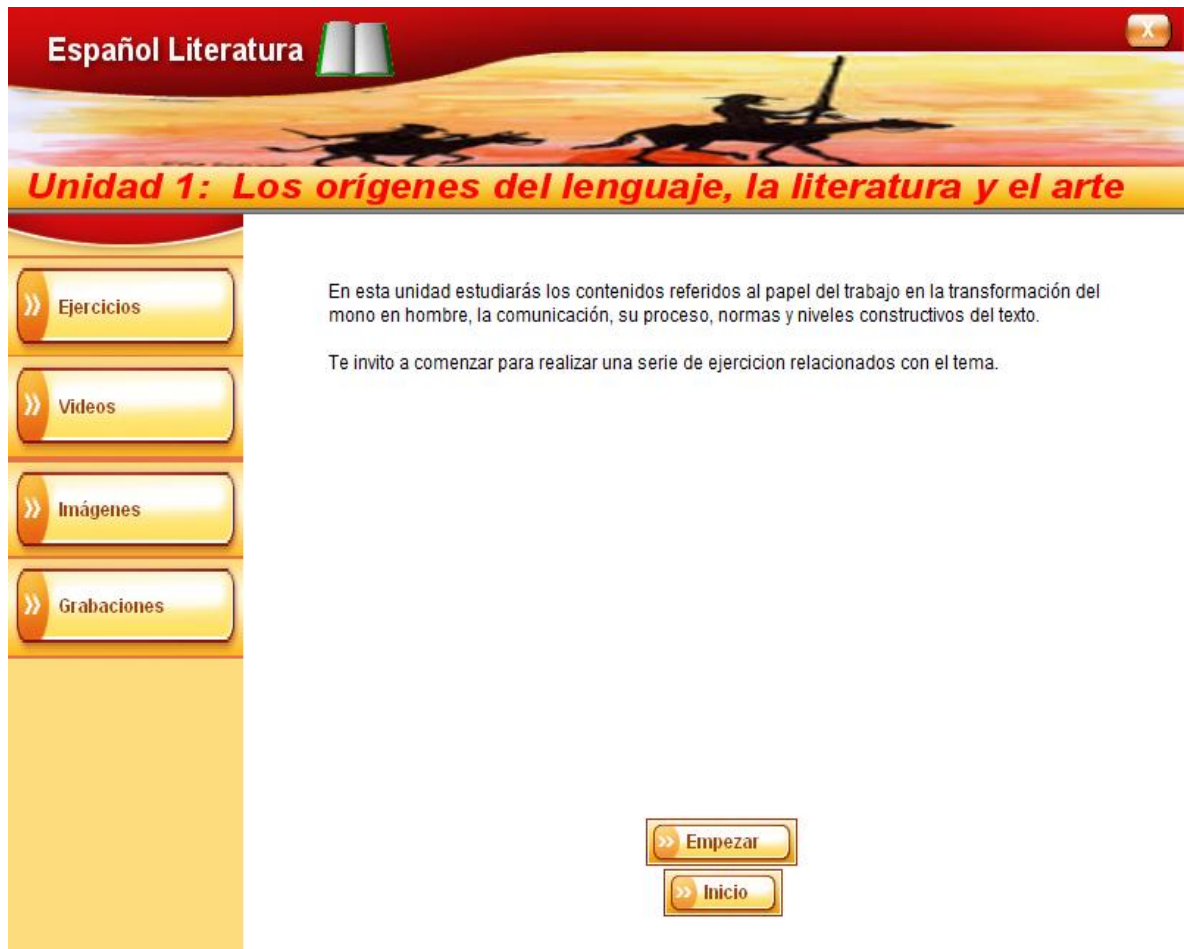 Español Literatura
X
Unidad 1: Los orígenes del lenguaje, la literatura y el arte
Ejercicios
Videos
Imágenes
Grabaciones
En esta unidad estudiarás los contenidos referidos al papel del trabajo en la transformación del
mono en hombre, la comunicación, su proceso, normas y niveles constructivos del texto.
Te invito a comenzar para realizar una serie de ejercicion relacionados con el tema.
Empezar
Inicio